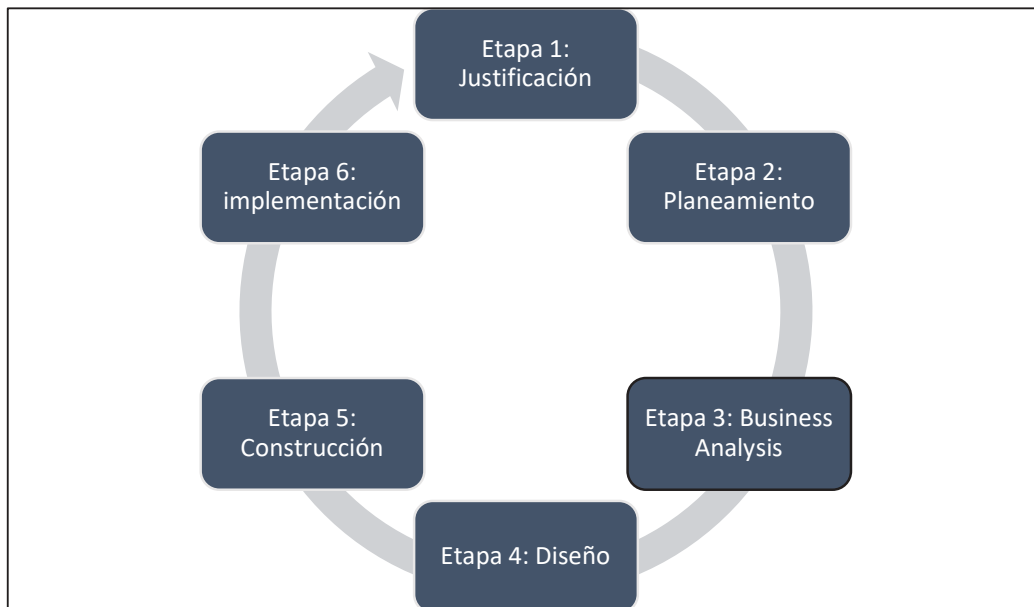 Etapa 1:
Justificación
Etapa 2:
Planeamiento
Etapa 3: Business
Analysis
Etapa 4: Diseño
Etapa 5:
Construcción
Etapa 6:
implementación